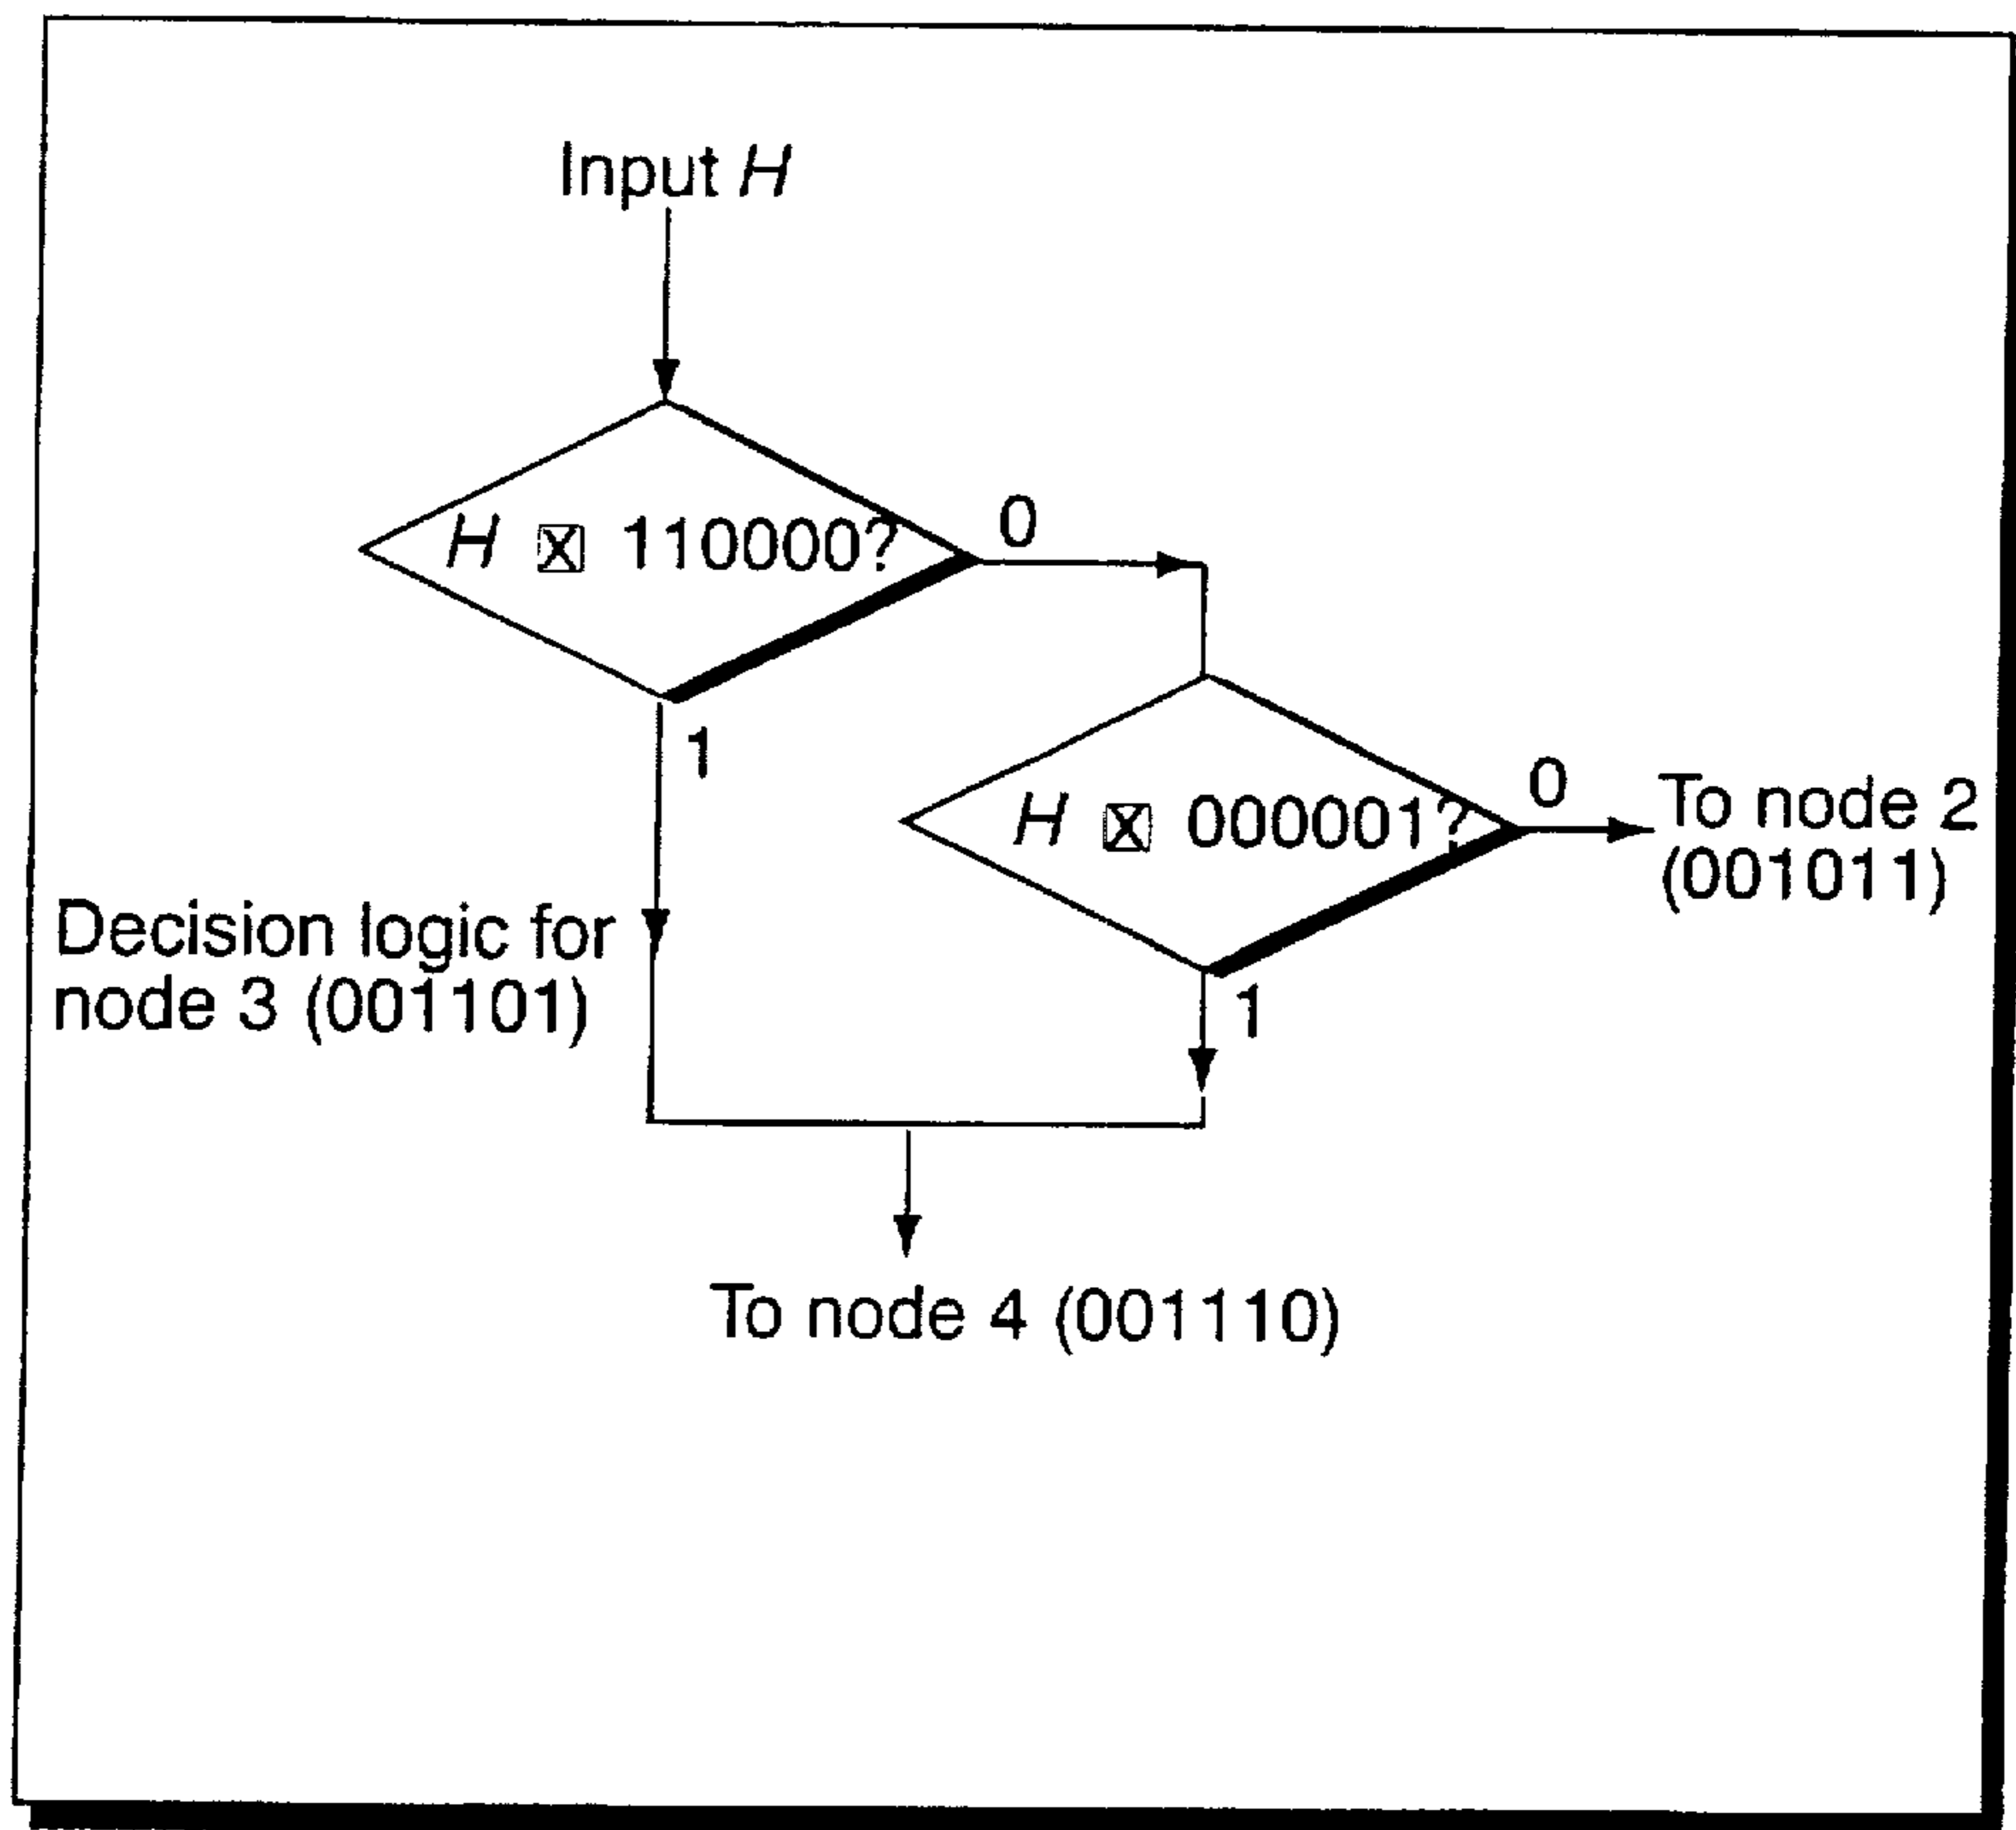 Input H
H ☒ 110000?
0
1
H ☒ 000001?
0
To node 2
(001011)
1
Decision logic for
node 3 (001101)
To node 4 (001110)